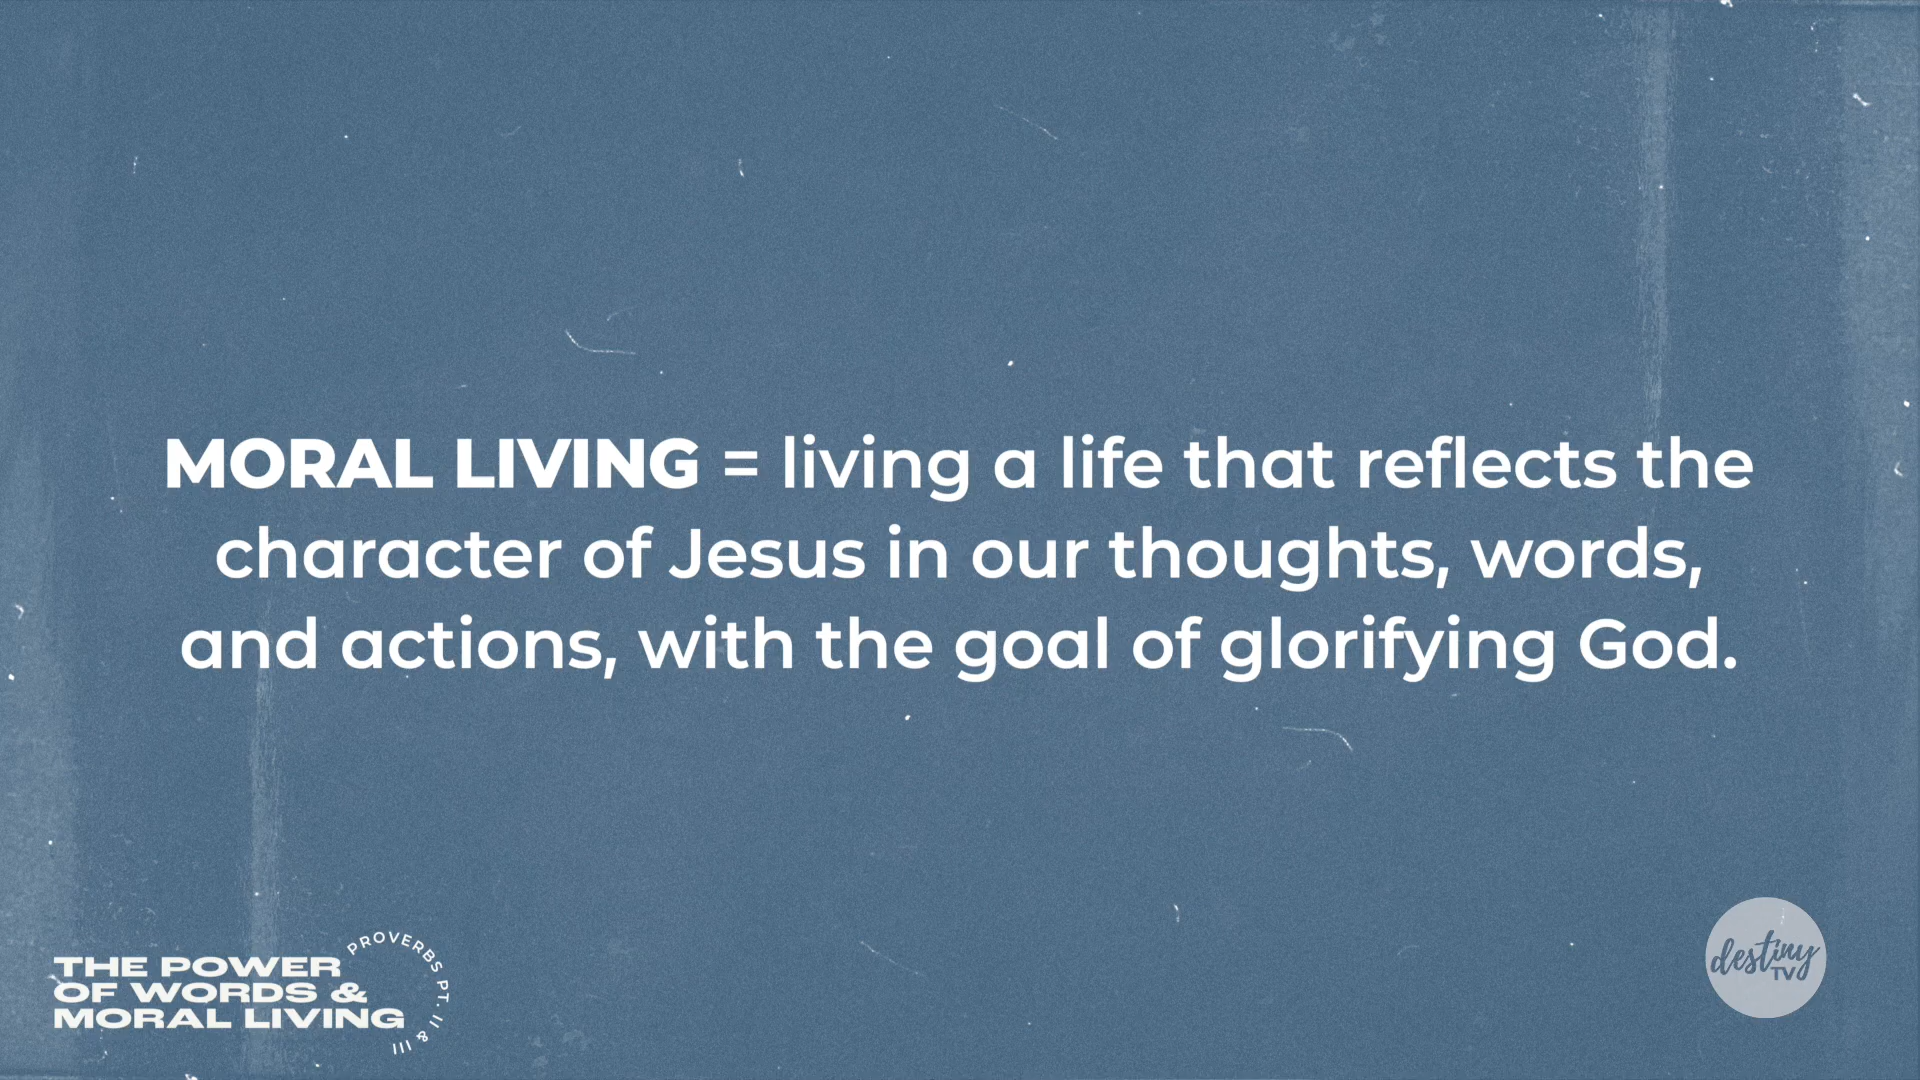 MORAL LIVING = living a life that reflects the
character of Jesus in our thoughts, words,
and actions, with the goal of glorifying God.
THE POWER
OF WORDS &
MORAL LIVING
PROVERBS PT. II & III
destiny
TV